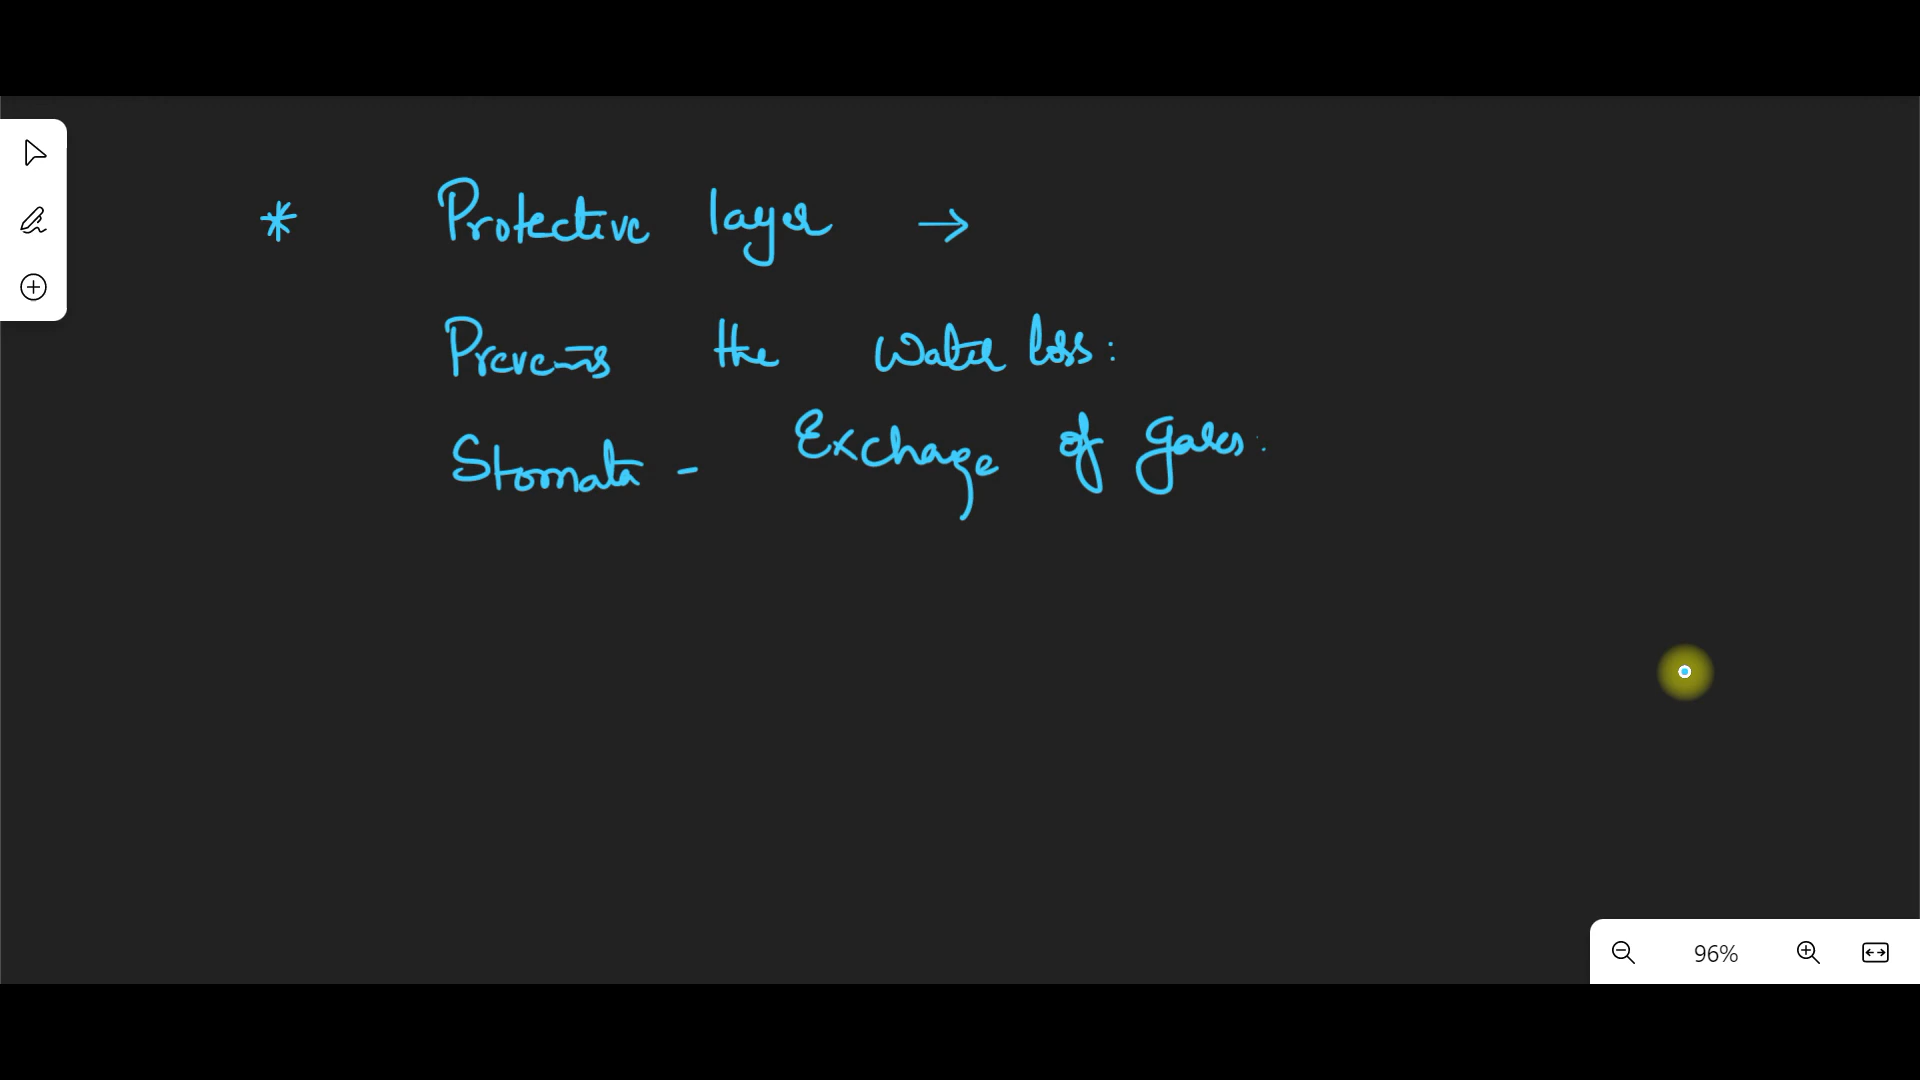 * Protective layer →
Prevents the Water loss:
Stomata - Exchange of gases.
96%